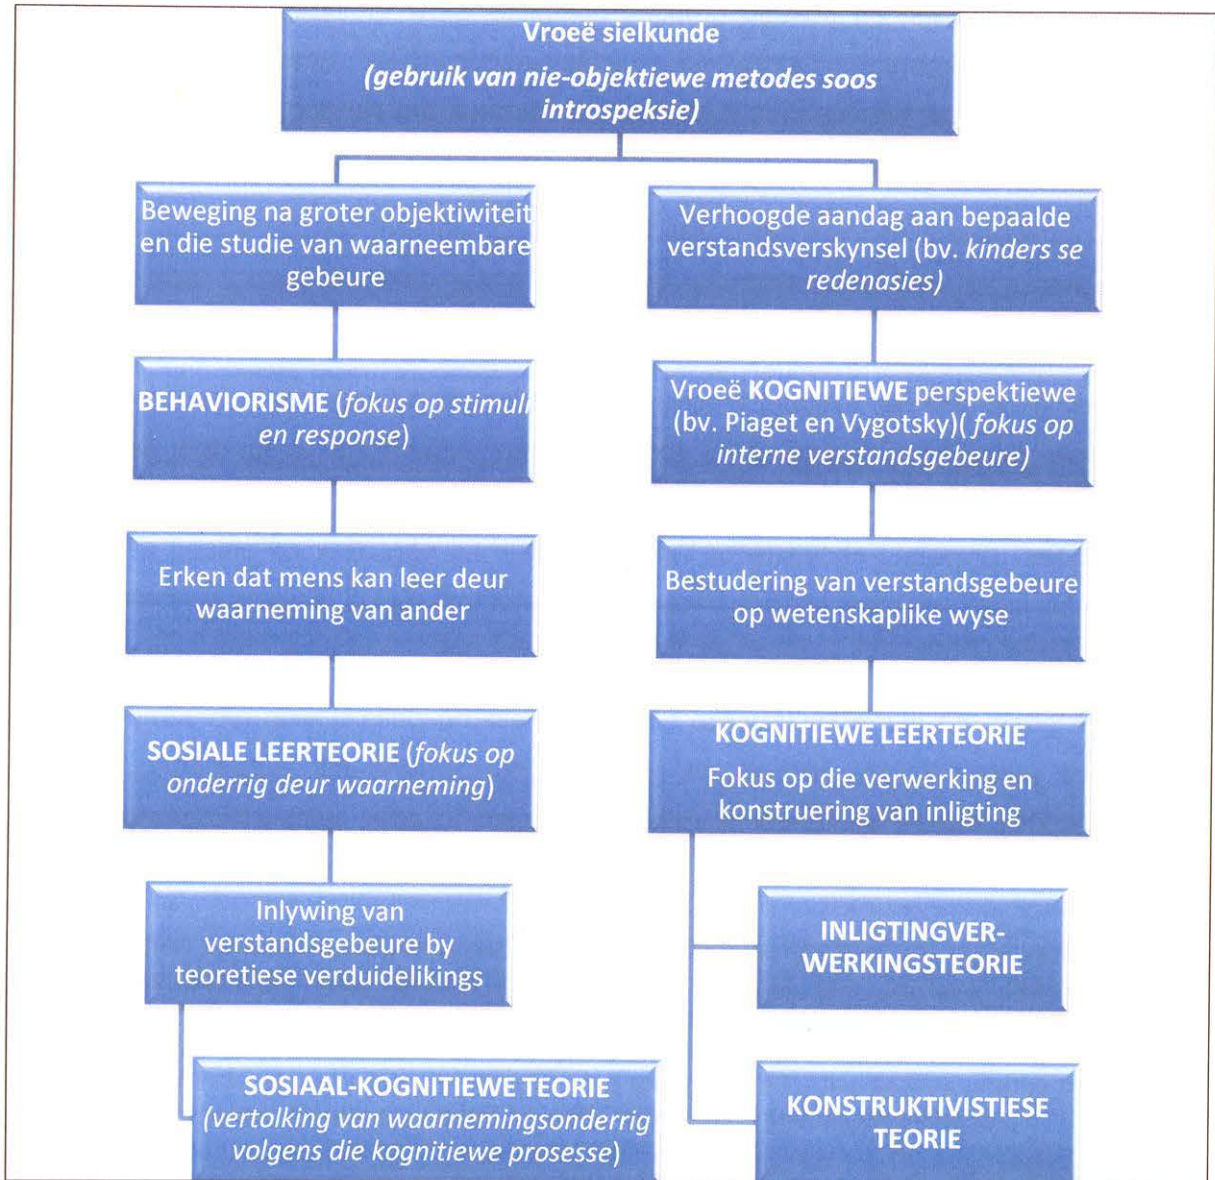 Vroeë sielkunde
(gebruik van nie-objektiewe metodes soos
introspeksie)
Beweging na groter objektiwiteit
en die studie van waarneembare
gebeure
BEHAVIORISME (fokus op stimuli
en response)
Erken dat mens kan leer deur
waarneming van ander
SOSIALE LEERTEORIE (fokus op
onderrig deur waarneming)
Inlywing van
verstandsgebeure by
teoretiese verduidelikings
SOSIAAL-KOGNITIEWE TEORIE
(vertolking van waarnemingsonderrig
volgens die kognitiewe prosesse)
Verhoogde aandag aan bepaalde
verstandsverskynsel (bv. kinders se
redenasies)
Vroeë KOGNITIEWE perspektiewe
(bv. Piaget en Vygotsky)( fokus op
interne verstandsgebeure)
Bestudering van verstandsgebeure
op wetenskaplike wyse
KOGNITIEWE LEERTEORIE
Fokus op die verwerking en
konstruering van inligting
INLIGTINGVER-
WERKINGSTEORIE
KONSTRUKTIVISTIESE
TEORIE